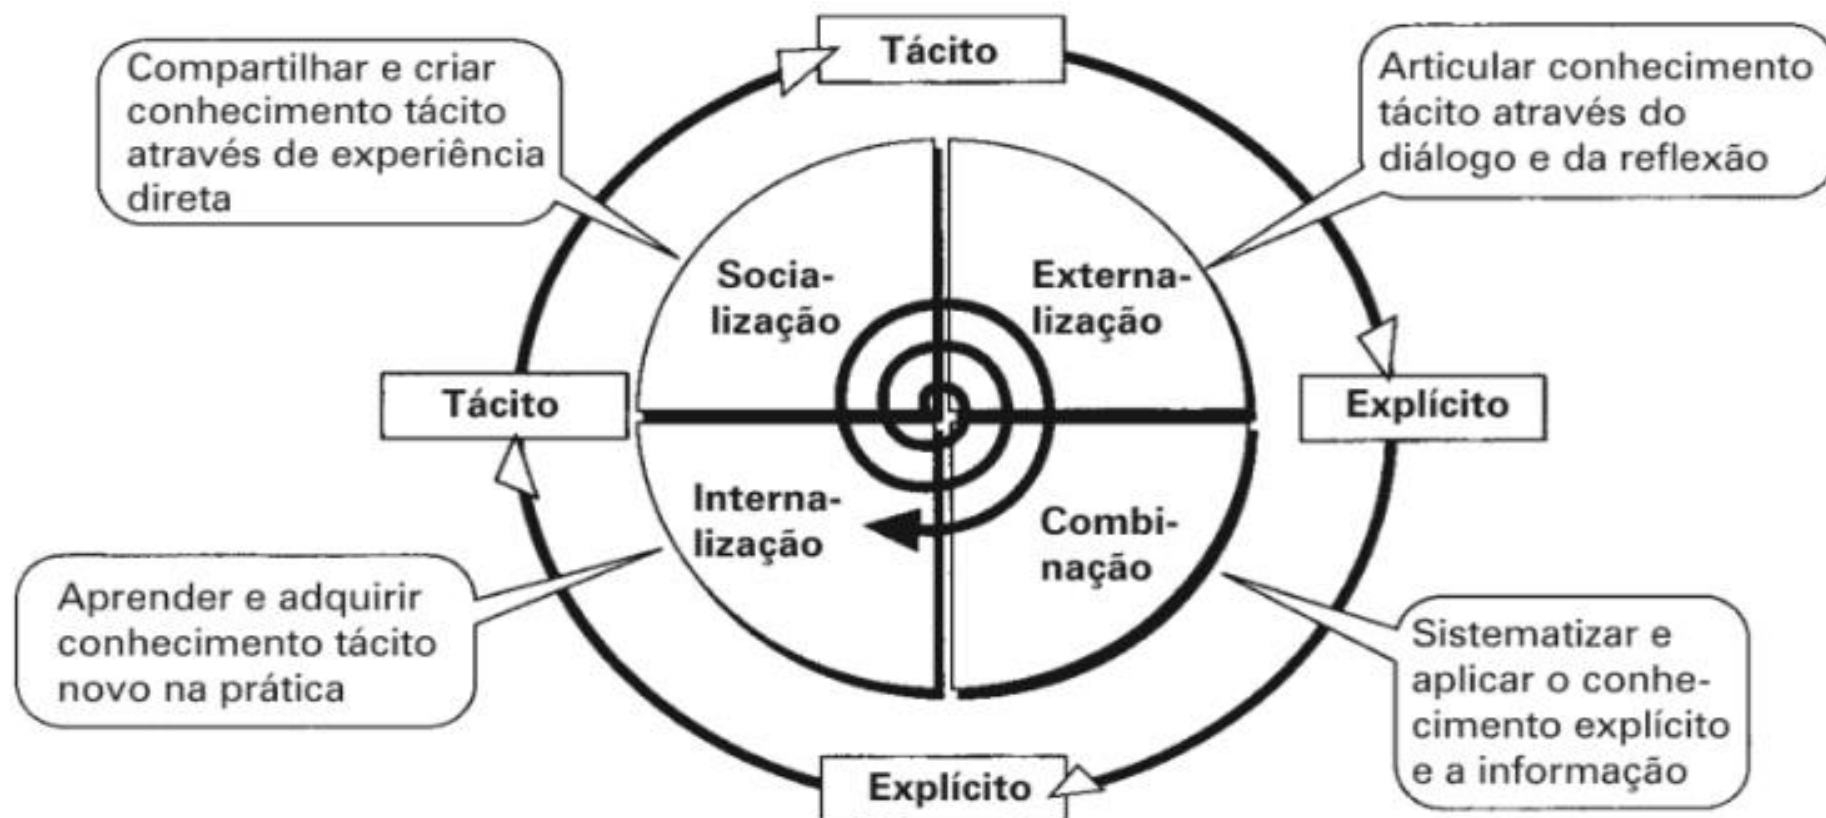 Tácito
Compartilhar e criar
conhecimento tácito
através de experiência
direta
Articular conhecimento
tácito através do
diálogo e da reflexão
Socia-
lização
Externa-
lização
Tácito
Explícito
Interna-
lização
Combi-
nação
Aprender e adquirir
conhecimento tácito
novo na prática
Sistematizar e
aplicar o conhe-
cimento explícito
e a informação
Explícito